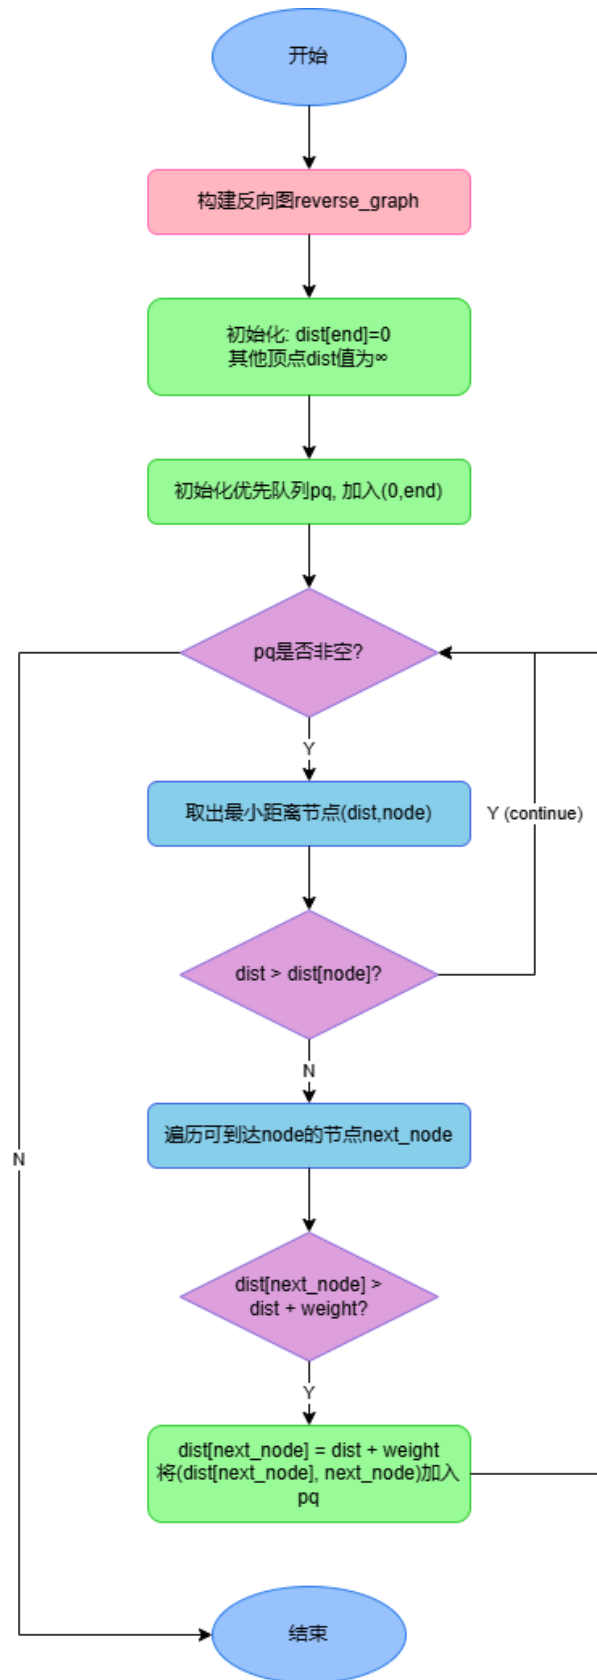 开始
构建反向图reverse_graph
初始化: dist[end]=0
其他顶点dist值为∞
初始化优先队列pq, 加入(0,end)
pq是否非空?
Y
取出最小距离节点(dist,node)
Y (continue)
dist > dist[node]?
N
遍历可到达node的节点next_node
N
dist[next_node] >
dist + weight?
Y
dist[next_node] = dist + weight
将(dist[next_node], next_node)加入
pq
结束